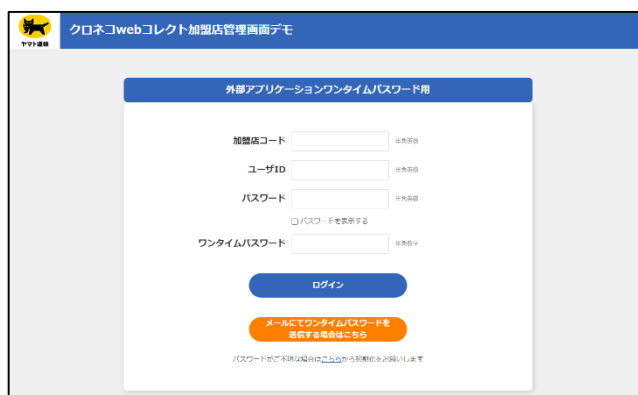 クロネコwebコレクト加盟店管理画面デモ
ヤマト運輸
外部アプリケーションワンタイムパスワード用
加盟店コード
半角英数
ユーザID
半角英数
パスワード
半角英数
パスワードを表示する
ワンタイムパスワード
半角数字
ログイン
メールにてワンタイムパスワードを
送信する場合はこちら
パスワードがご不明な場合はこちらから初期化をお願いします